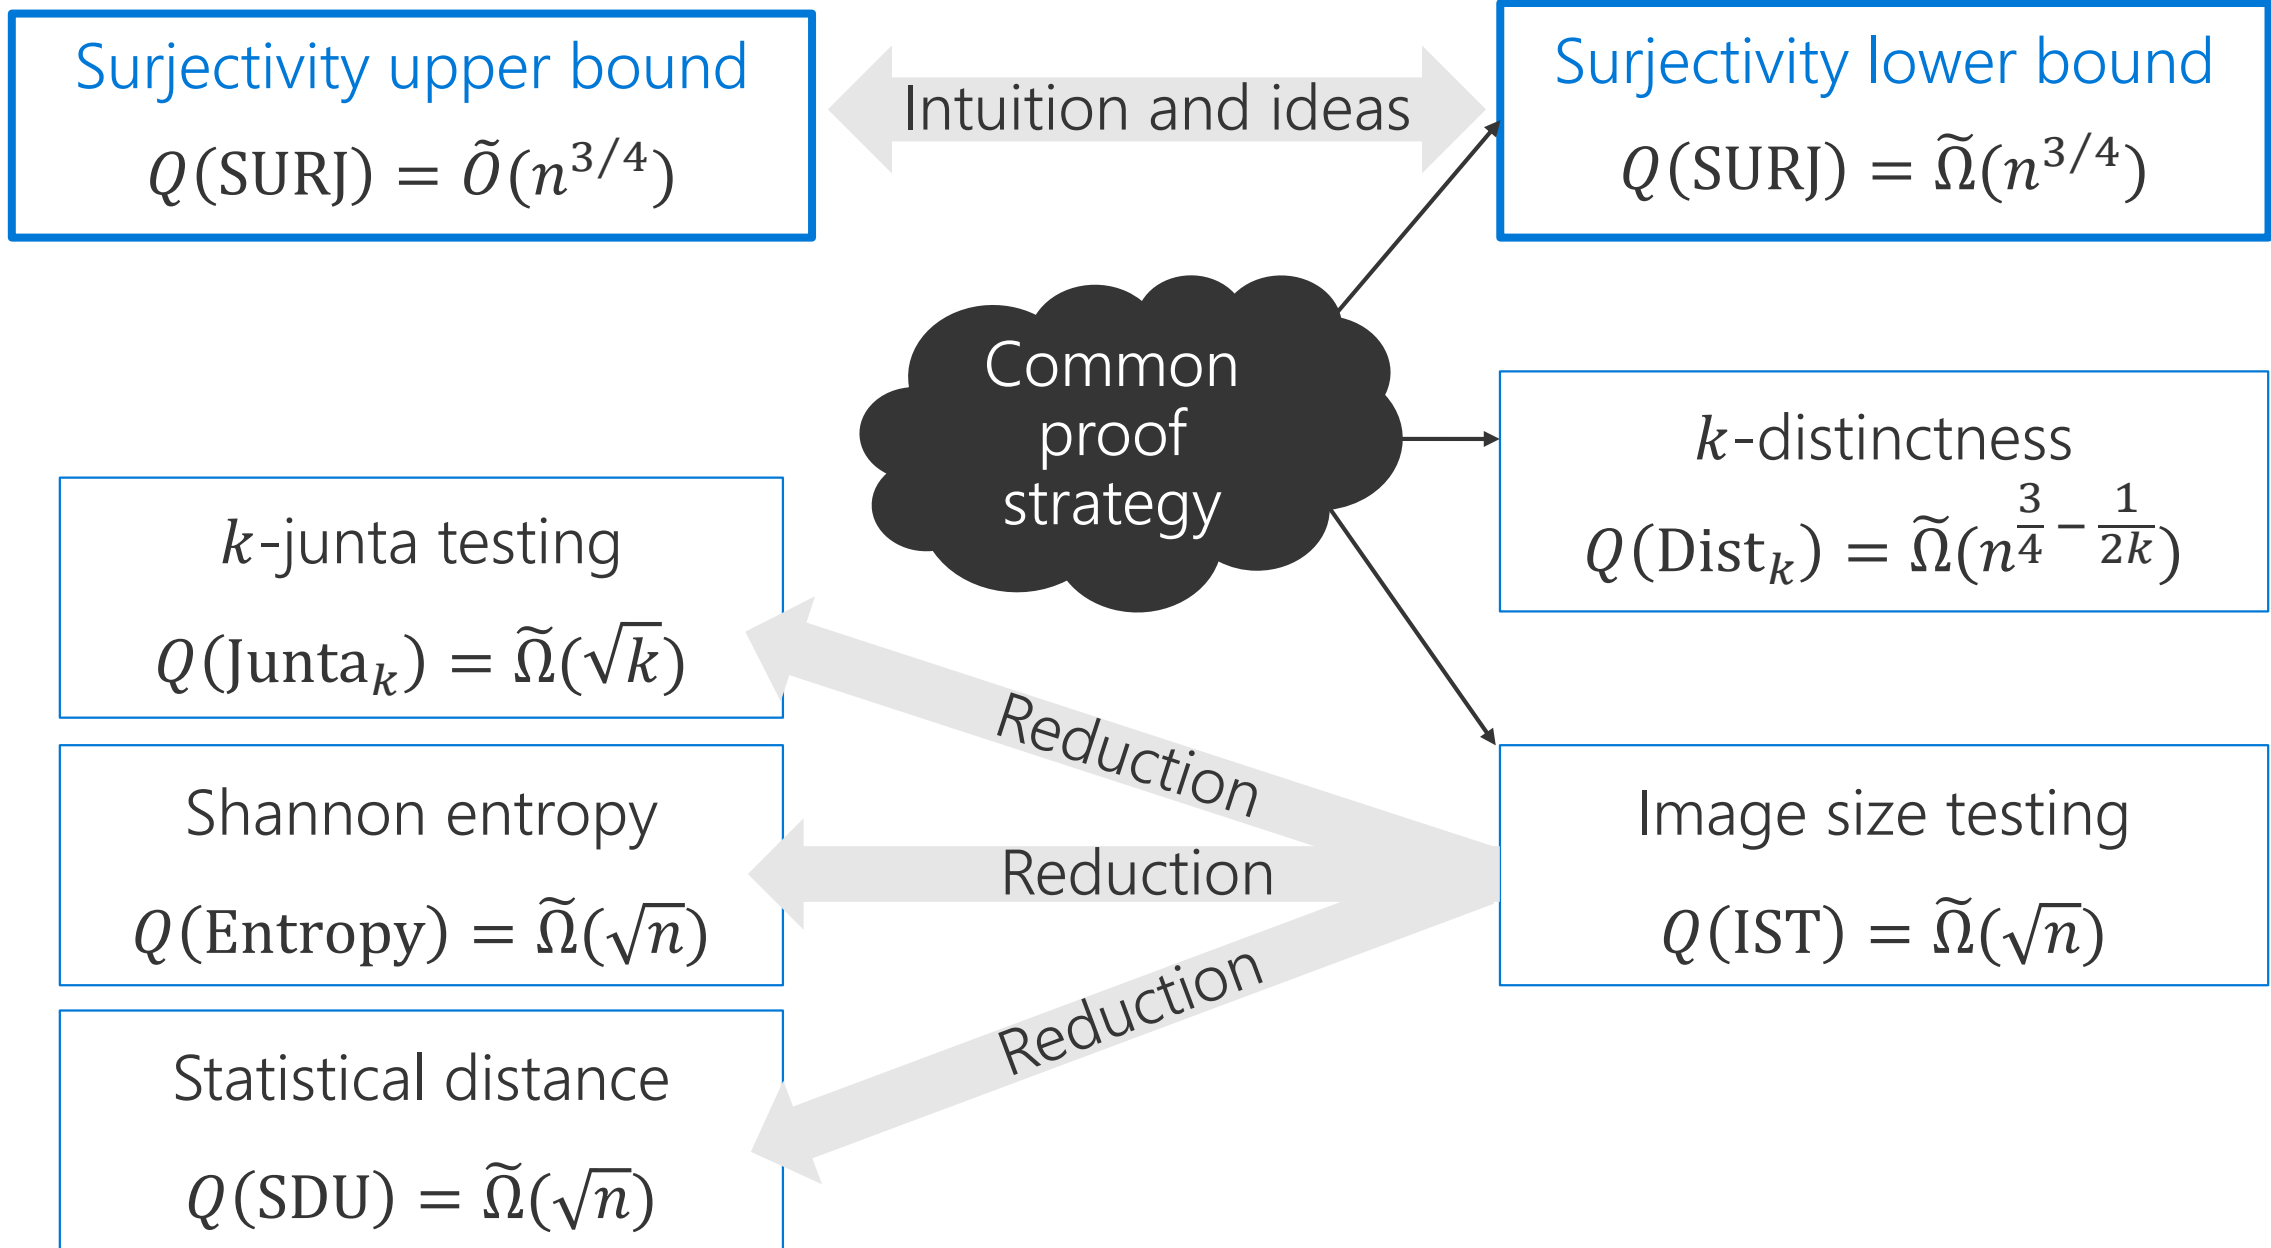 Surjectivity upper bound
Q(SURJ) = Õ(n^{3/4})
Intuition and ideas
Surjectivity lower bound
Q(SURJ) = Ω̃(n^{3/4})
Common
proof
strategy
k-distinctness
Q(Dist_k) = Ω̃(n^{\frac{3}{4} - \frac{1}{2k}})
k-junta testing
Q(Junta_k) = Ω̃(√k)
Reduction
Shannon entropy
Q(Entropy) = Ω̃(√n)
Reduction
Image size testing
Q(IST) = Ω̃(√n)
Reduction
Statistical distance
Q(SDU) = Ω̃(√n)